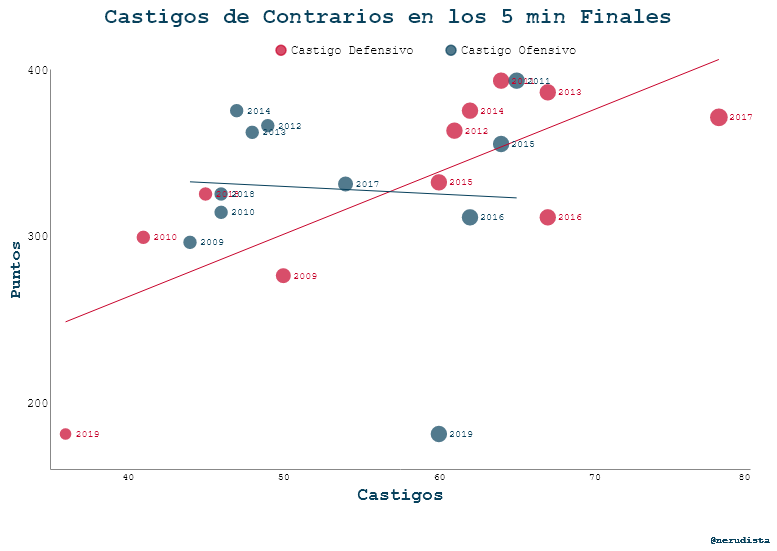 Castigos de Contrarios en los 5 min Finales
Castigo Defensivo Castigo Ofensivo
400
2011 2011
2013
2014 2014
2017
2012
2013 2012
2015
2017 2015
2018 2018
2010 2016 2016
300
2010
2009
2009
200
2019 2019
Puntos
40 50 60 70 80
Castigos
@nerudista